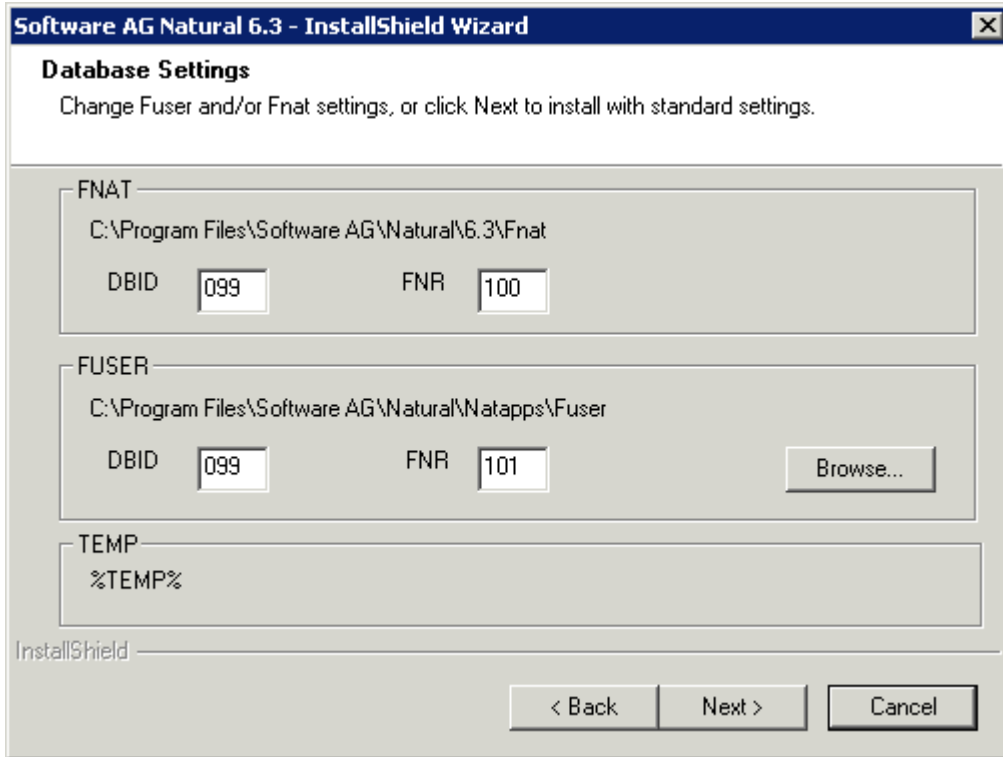 Software AG Natural 6.3 - InstallShield Wizard
Database Settings
Change Fuser and/or Fnat settings, or click Next to install with standard settings.
FNAT
C:\Program Files\Software AG\Natural\6.3\Fnat
DBID 099 FNR 100
FUSER
C:\Program Files\Software AG\Natural\Natapps\Fuser
DBID 099 FNR 101 Browse...
TEMP
%TEMP%
InstallShield
< Back Next > Cancel